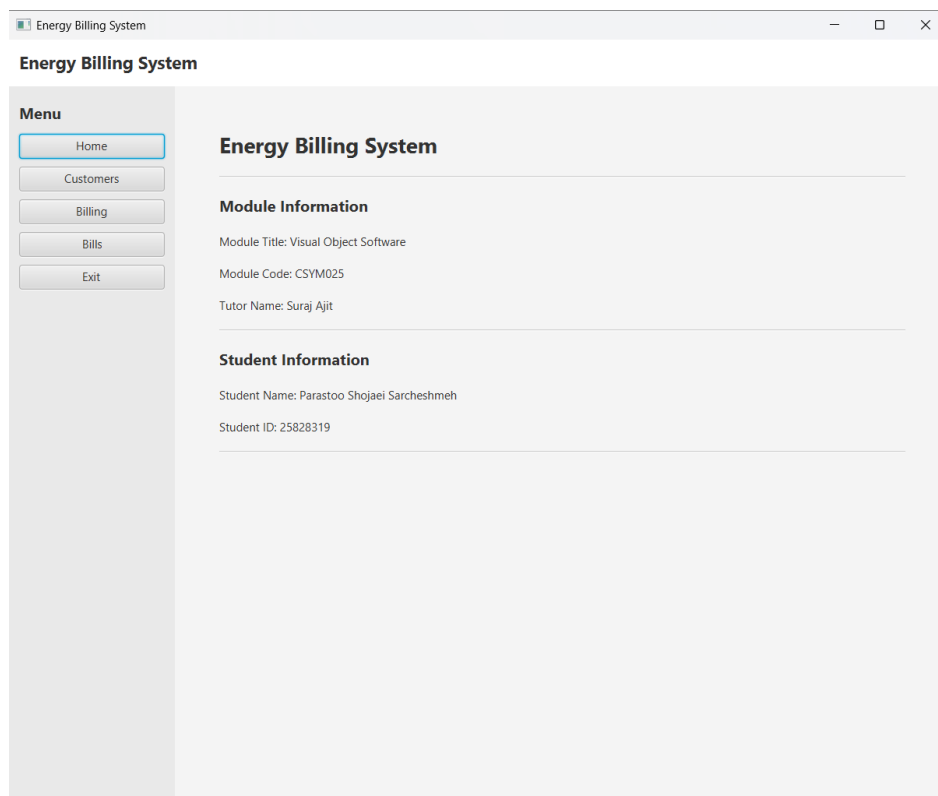 Energy Billing System
Energy Billing System
Menu
Home
Customers
Billing
Bills
Exit
Energy Billing System
Module Information
Module Title: Visual Object Software
Module Code: CSYM025
Tutor Name: Suraj Ajit
Student Information
Student Name: Parastoo Shojaei Sarcheshmeh
Student ID: 25828319